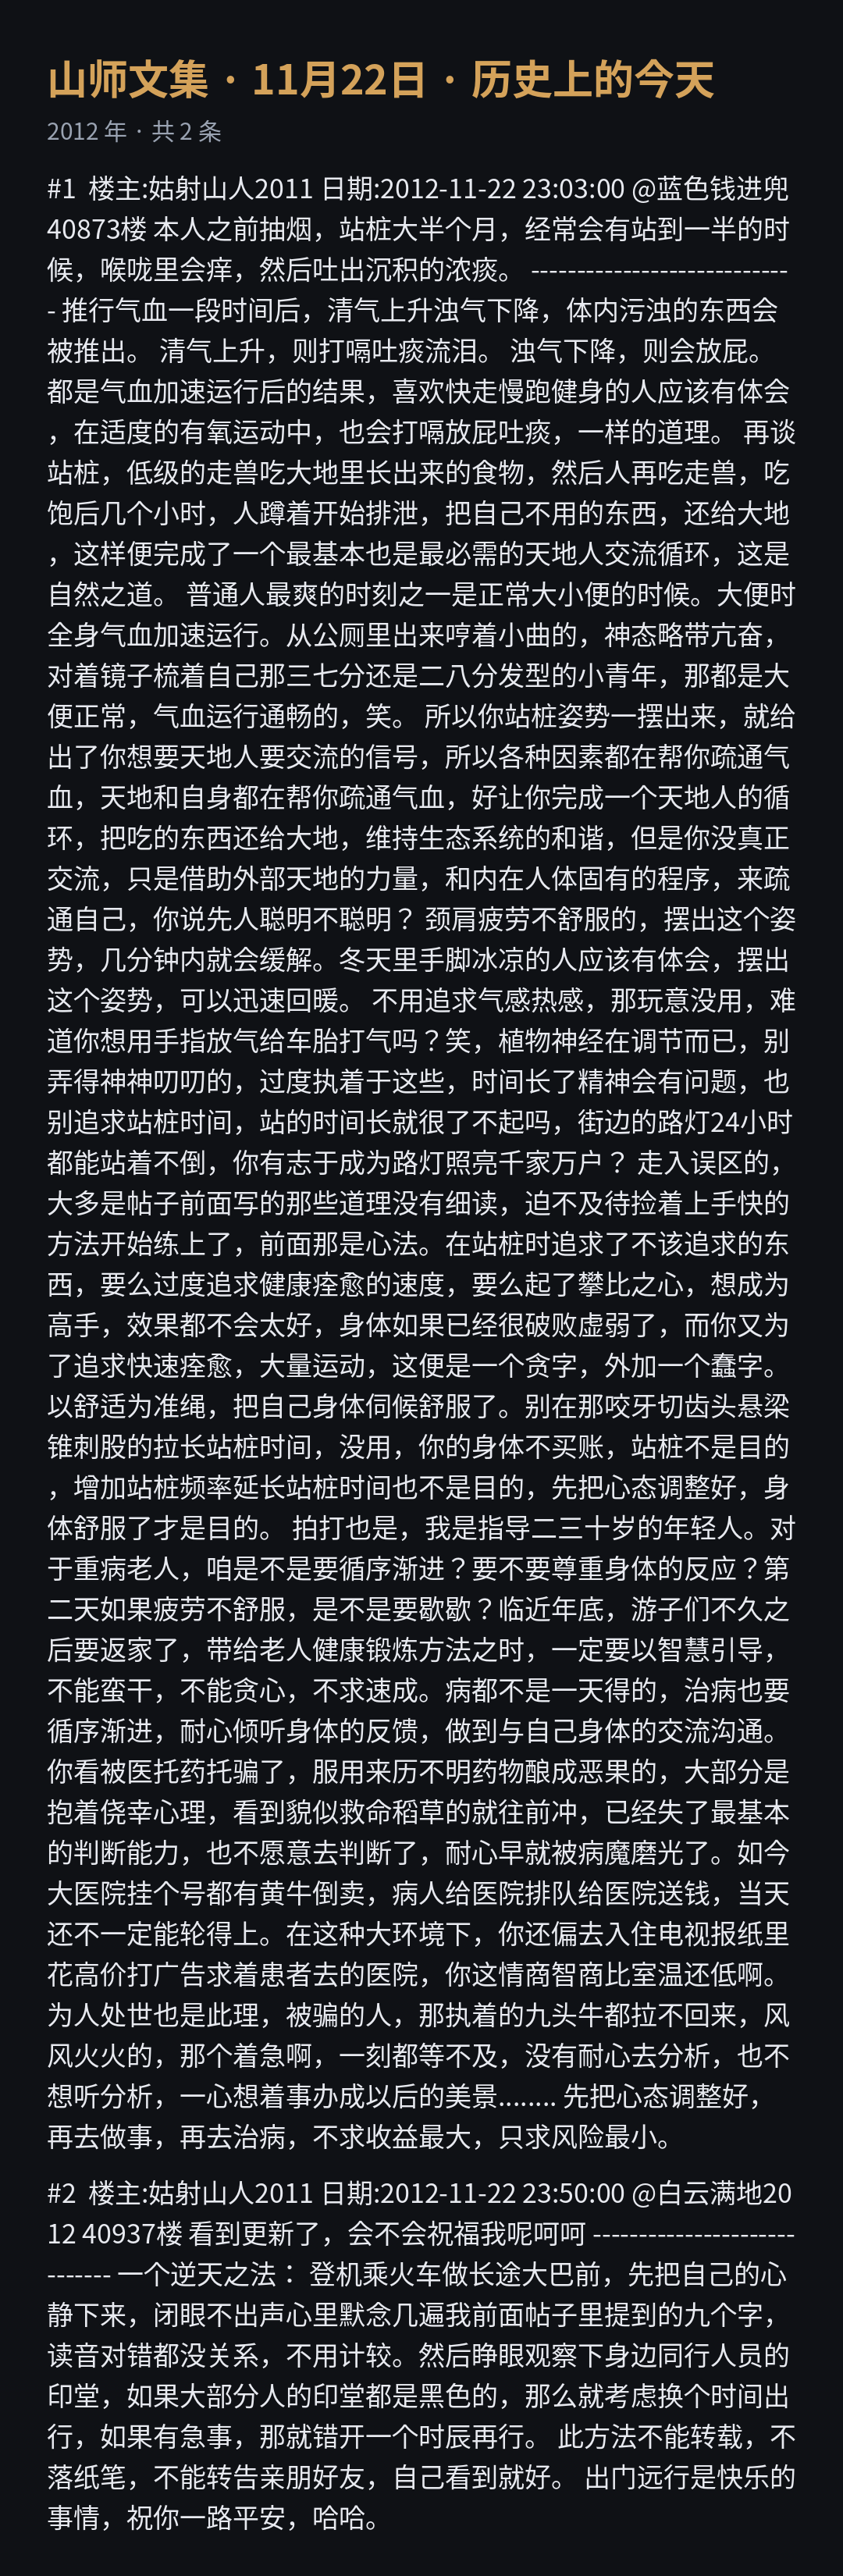 山师文集 · 11月22日 · 历史上的今天
2012 年 · 共 2 条
#1 楼主:姑射山人2011 日期:2012-11-22 23:03:00 @蓝色钱进兜
40873楼 本人之前抽烟，站桩大半个月，经常会有站到一半的时
候，喉咙里会痒，然后吐出沉积的浓痰。 ----------------------------
- 推行气血一段时间后，清气上升浊气下降，体内污浊的东西会
被推出。 清气上升，则打嗝吐痰流泪。 浊气下降，则会放屁。
都是气血加速运行后的结果，喜欢快走慢跑健身的人应该有体会
，在适度的有氧运动中，也会打嗝放屁吐痰，一样的道理。 再谈
站桩，低级的走兽吃大地里长出来的食物，然后人再吃走兽，吃
饱后几个小时，人蹲着开始排泄，把自己不用的东西，还给大地
，这样便完成了一个最基本也是最必需的天地人交流循环，这是
自然之道。 普通人最爽的时刻之一是正常大小便的时候。大便时
全身气血加速运行。从公厕里出来哼着小曲的，神态略带亢奋，
对着镜子梳着自己那三七分还是二八分发型的小青年，那都是大
便正常，气血运行通畅的，笑。 所以你站桩姿势一摆出来，就给
出了你想要天地人要交流的信号，所以各种因素都在帮你疏通气
血，天地和自身都在帮你疏通气血，好让你完成一个天地人的循
环，把吃的东西还给大地，维持生态系统的和谐，但是你没真正
交流，只是借助外部天地的力量，和内在人体固有的程序，来疏
通自己，你说先人聪明不聪明？ 颈肩疲劳不舒服的，摆出这个姿
势，几分钟内就会缓解。冬天里手脚冰凉的人应该有体会，摆出
这个姿势，可以迅速回暖。 不用追求气感热感，那玩意没用，难
道你想用手指放气给车胎打气吗？笑，植物神经在调节而已，别
弄得神神叨叨的，过度执着于这些，时间长了精神会有问题，也
别追求站桩时间，站的时间长就很了不起吗，街边的路灯24小时
都能站着不倒，你有志于成为路灯照亮千家万户？ 走入误区的，
大多是帖子前面写的那些道理没有细读，迫不及待捡着上手快的
方法开始练上了，前面那是心法。在站桩时追求了不该追求的东
西，要么过度追求健康痊愈的速度，要么起了攀比之心，想成为
高手，效果都不会太好，身体如果已经很破败虚弱了，而你又为
了追求快速痊愈，大量运动，这便是一个贪字，外加一个蠢字。
以舒适为准绳，把自己身体伺候舒服了。别在那咬牙切齿头悬梁
锥刺股的拉长站桩时间，没用，你的身体不买账，站桩不是目的
，增加站桩频率延长站桩时间也不是目的，先把心态调整好，身
体舒服了才是目的。 拍打也是，我是指导二三十岁的年轻人。对
于重病老人，咱是不是要循序渐进？要不要尊重身体的反应？第
二天如果疲劳不舒服，是不是要歇歇？临近年底，游子们不久之
后要返家了，带给老人健康锻炼方法之时，一定要以智慧引导，
不能蛮干，不能贪心，不求速成。病都不是一天得的，治病也要
循序渐进，耐心倾听身体的反馈，做到与自己身体的交流沟通。
你看被医托药托骗了，服用来历不明药物酿成恶果的，大部分是
抱着侥幸心理，看到貌似救命稻草的就往前冲，已经失了最基本
的判断能力，也不愿意去判断了，耐心早就被病魔磨光了。如今
大医院挂个号都有黄牛倒卖，病人给医院排队给医院送钱，当天
还不一定能轮得上。在这种大环境下，你还偏去入住电视报纸里
花高价打广告求着患者去的医院，你这情商智商比室温还低啊。
为人处世也是此理，被骗的人，那执着的九头牛都拉不回来，风
风火火的，那个着急啊，一刻都等不及，没有耐心去分析，也不
想听分析，一心想着事办成以后的美景........ 先把心态调整好，
再去做事，再去治病，不求收益最大，只求风险最小。
#2 楼主:姑射山人2011 日期:2012-11-22 23:50:00 @白云满地20
12 40937楼 看到更新了，会不会祝福我呢呵呵 ----------------------
------- 一个逆天之法： 登机乘火车做长途大巴前，先把自己的心
静下来，闭眼不出声心里默念几遍我前面帖子里提到的九个字，
读音对错都没关系，不用计较。然后睁眼观察下身边同行人员的
印堂，如果大部分人的印堂都是黑色的，那么就考虑换个时间出
行，如果有急事，那就错开一个时辰再行。 此方法不能转载，不
落纸笔，不能转告亲朋好友，自己看到就好。 出门远行是快乐的
事情，祝你一路平安，哈哈。